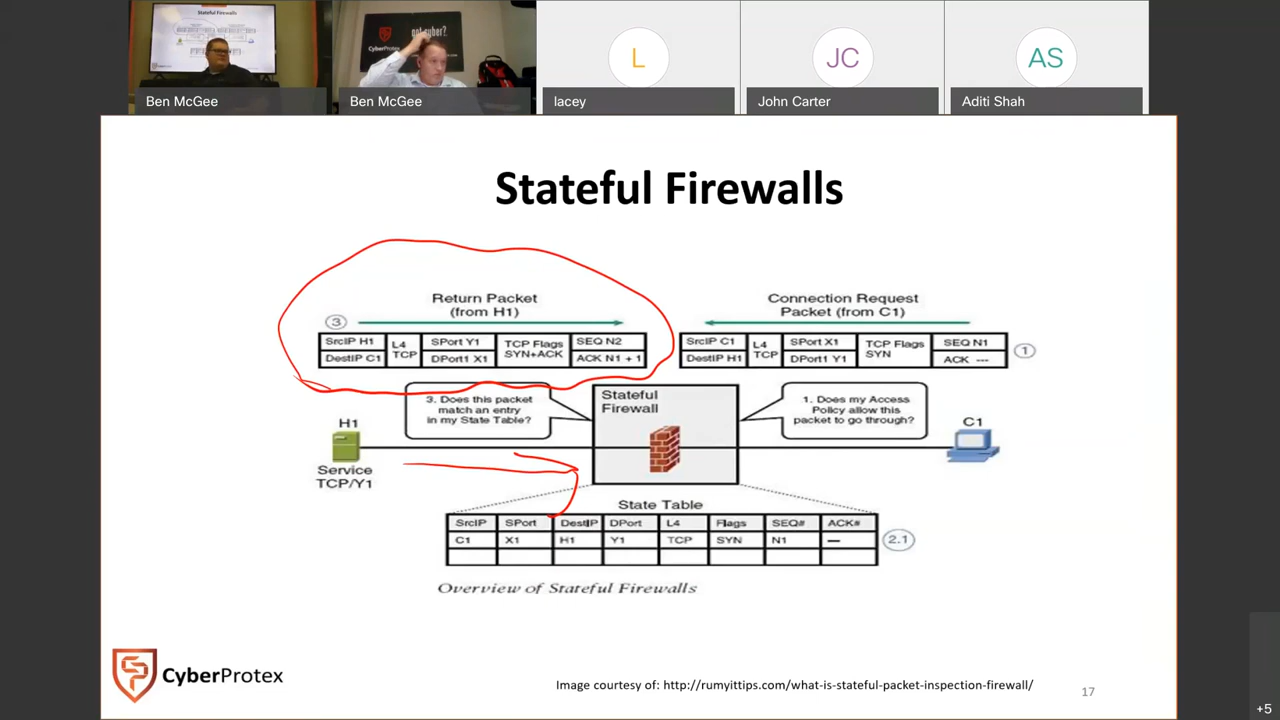 Stateful Firewalls
got cyber?
CyberProtex
Ben McGee
Ben McGee
L
lacey
JC
John Carter
AS
Aditi Shah
Stateful Firewalls
Return Packet
(from H1)
3
SrcIP H1
DestIP C1
L4
TCP
SPort Y1
DPort1 X1
TCP Flags
SYN+ACK
SEQ N2
ACK N1 + 1
Connection Request
Packet (from C1)
SrcIP C1
DestIP H1
L4
TCP
SPort X1
DPort1 Y1
TCP Flags
SYN
SEQ N1
ACK ---
1
3. Does this packet
match an entry
in my State Table?
Stateful
Firewall
1. Does my Access
Policy allow this
packet to go through?
H1
Service
TCP/Y1
C1
State Table
SrcIP SPort DestIP DPort L4 Flags SEQ# ACK#
C1 X1 H1 Y1 TCP SYN N1 —
2.1
Overview of Stateful Firewalls
CyberProtex
Image courtesy of: http://rumyittips.com/what-is-stateful-packet-inspection-firewall/
17
+5